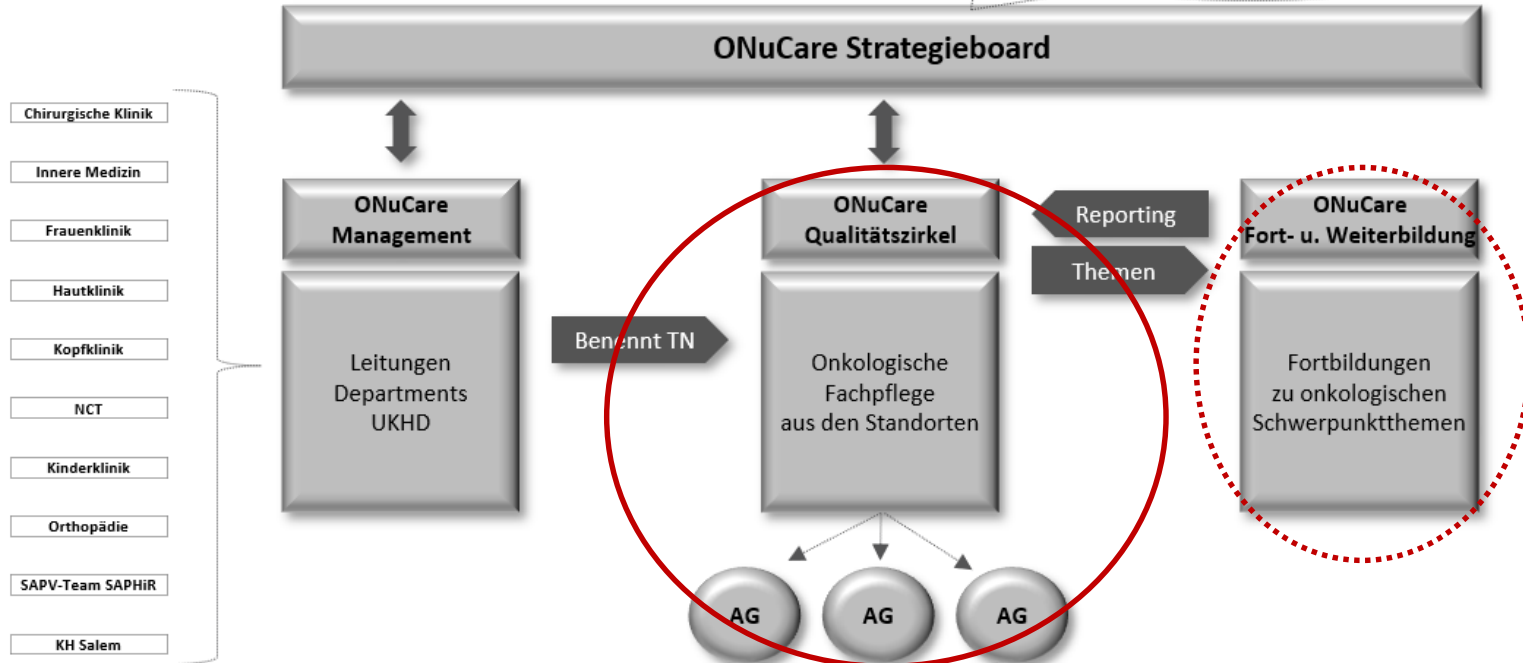 ONuCare Strategieboard
Chirurgische Klinik
Innere Medizin
Frauenklinik
Hautklinik
Kopfklinik
NCT
Kinderklinik
Orthopädie
SAPV-Team SAPHiR
KH Salem
ONuCare
Management
Leitungen
Departments
UKHD
Benennt TN
ONuCare
Qualitätszirkel
Onkologische
Fachpflege
aus den Standorten
AG
AG
AG
Reporting
Themen
ONuCare
Fort- u. Weiterbildung
Fortbildungen
zu onkologischen
Schwerpunktthemen